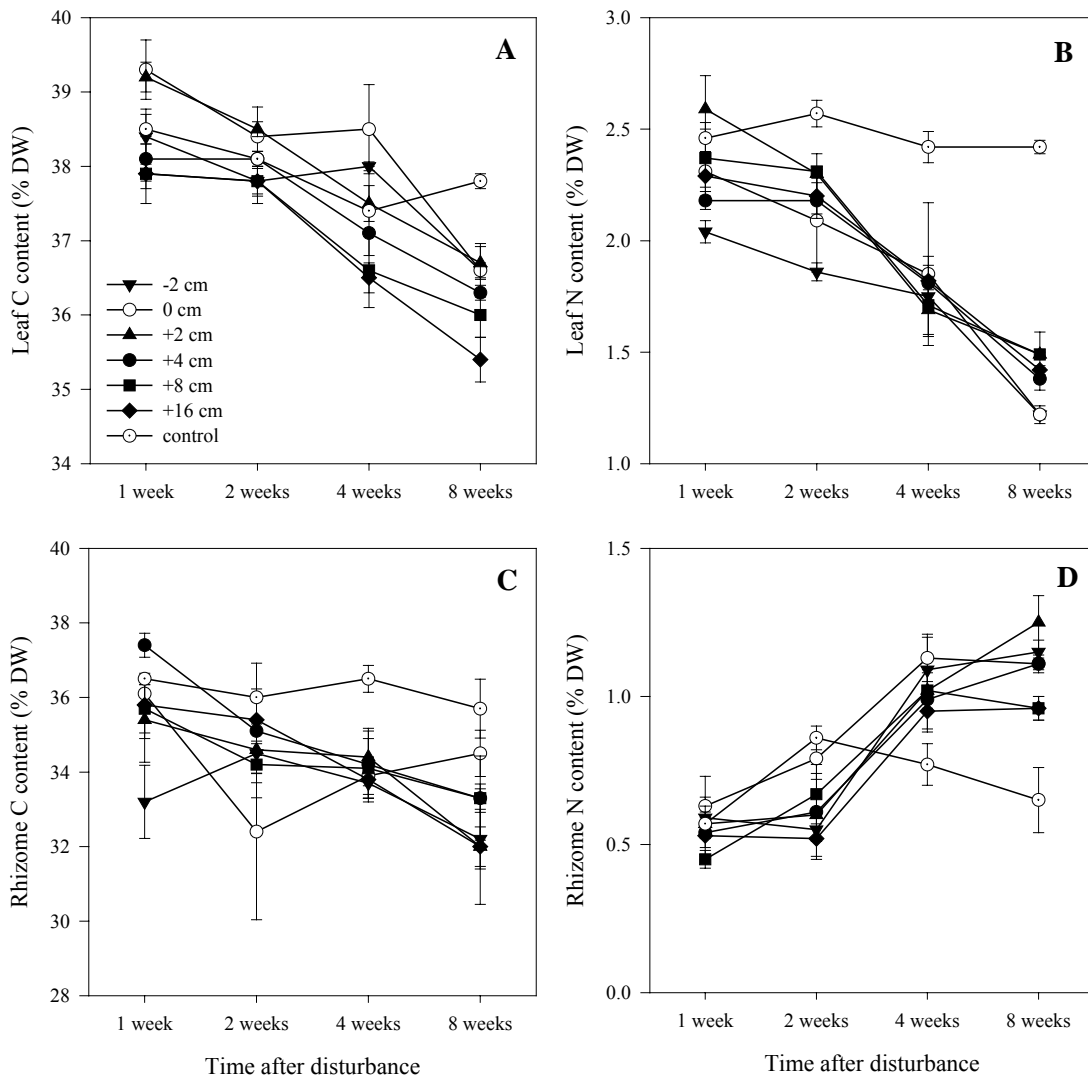 A
Leaf C content (% DW)
40
39
38
37
36
35
34
-2 cm
0 cm
+2 cm
+4 cm
+8 cm
+16 cm
control
1 week 2 weeks 4 weeks 8 weeks
B
Leaf N content (% DW)
3.0
2.5
2.0
1.5
1.0
1 week 2 weeks 4 weeks 8 weeks
C
Rhizome C content (% DW)
40
38
36
34
32
30
28
1 week 2 weeks 4 weeks 8 weeks
Time after disturbance
D
Rhizome N content (% DW)
1.5
1.0
0.5
0.0
1 week 2 weeks 4 weeks 8 weeks
Time after disturbance